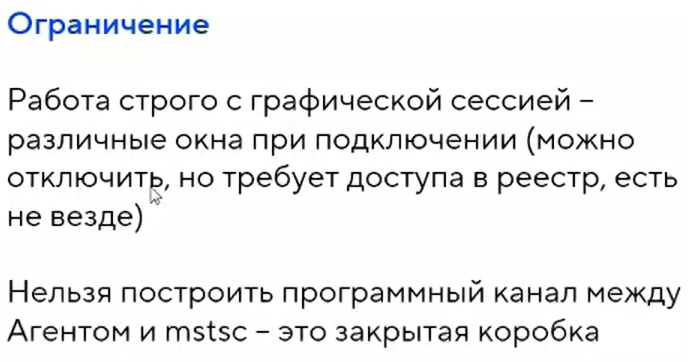 Ограничение
Работа строго с графической сессией –
различные окна при подключении (можно
отключить, но требует доступа в реестр, есть
не везде)
Нельзя построить программный канал между
Агентом и mstsc – это закрытая коробка